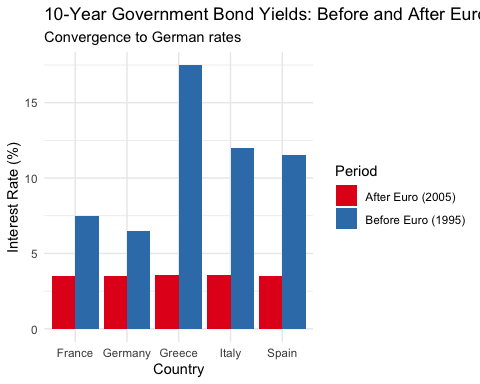 10-Year Government Bond Yields: Before and After Euro
Convergence to German rates
Interest Rate (%)
15
10
5
0
France Germany Greece Italy Spain
Country
Period
After Euro (2005)
Before Euro (1995)